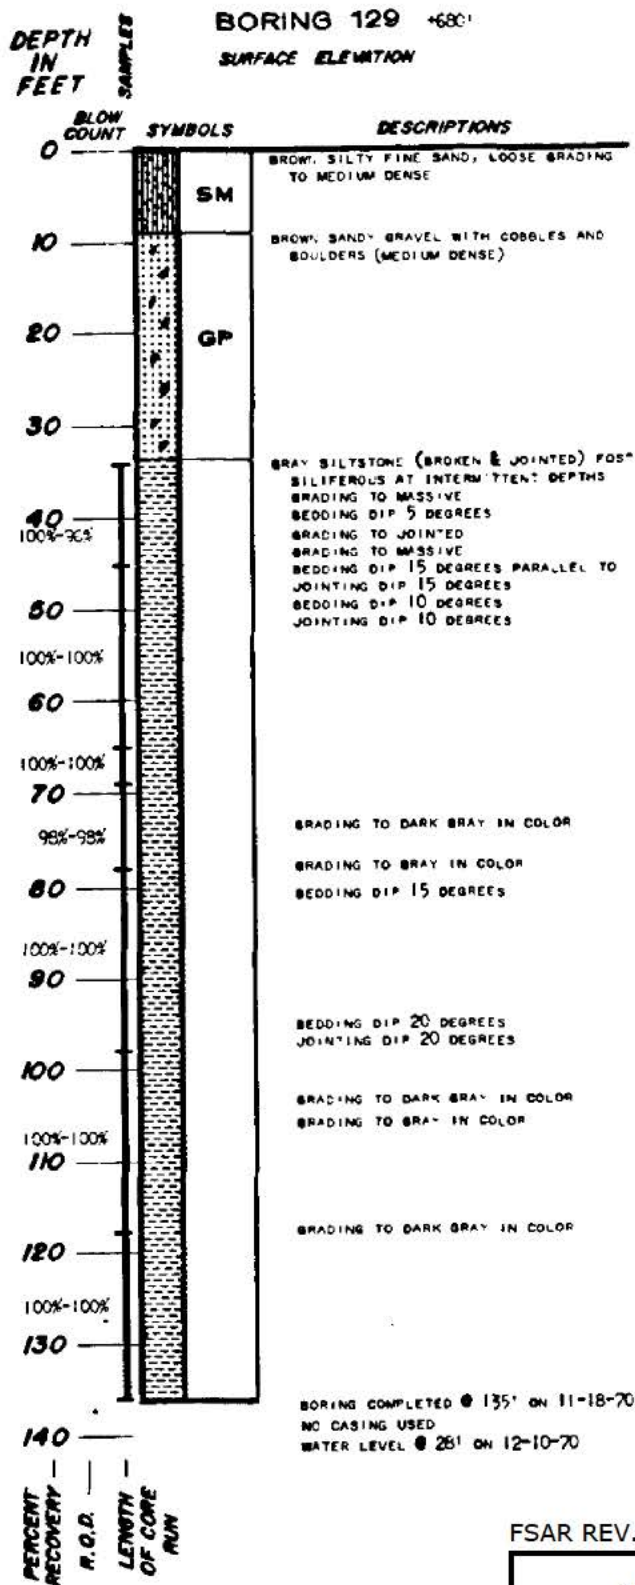 BORING 129 +680'
SURFACE ELEVATION
DEPTH IN FEET
SAMPLES
BLOW COUNT
SYMBOLS
DESCRIPTIONS
0
BROWN SILTY FINE SAND, LOOSE GRADING
TO MEDIUM DENSE
SM
10
BROWN SANDY GRAVEL WITH COBBLES AND
BOULDERS (MEDIUM DENSE)
20
GP
30
GRAY SILTSTONE (BROKEN & JOINTED) FOS-
SILIFEROUS AT INTERMITTENT DEPTHS
GRADING TO MASSIVE
40
BEDDING DIP 5 DEGREES
100%-
GRADING TO JOINTED
GRADING TO MASSIVE
BEDDING DIP 15 DEGREES PARALLEL TO
JOINTING DIP 15 DEGREES
50
BEDDING DIP 10 DEGREES
JOINTING DIP 10 DEGREES
100%-100%
60
100%-100%
70
GRADING TO DARK GRAY IN COLOR
98%-98%
GRADING TO GRAY IN COLOR
80
BEDDING DIP 15 DEGREES
100%-100%
90
BEDDING DIP 20 DEGREES
JOINTING DIP 20 DEGREES
100
GRADING TO DARK GRAY IN COLOR
GRADING TO GRAY IN COLOR
100%-100%
110
GRADING TO DARK GRAY IN COLOR
120
100%-100%
130
BORING COMPLETED @ 135' ON 11-18-70
NO CASING USED
140
WATER LEVEL @ 28' ON 12-10-70
PERCENT RECOVERY
R.Q.D.
LENGTH OF CORE RUN
FSAR REV.